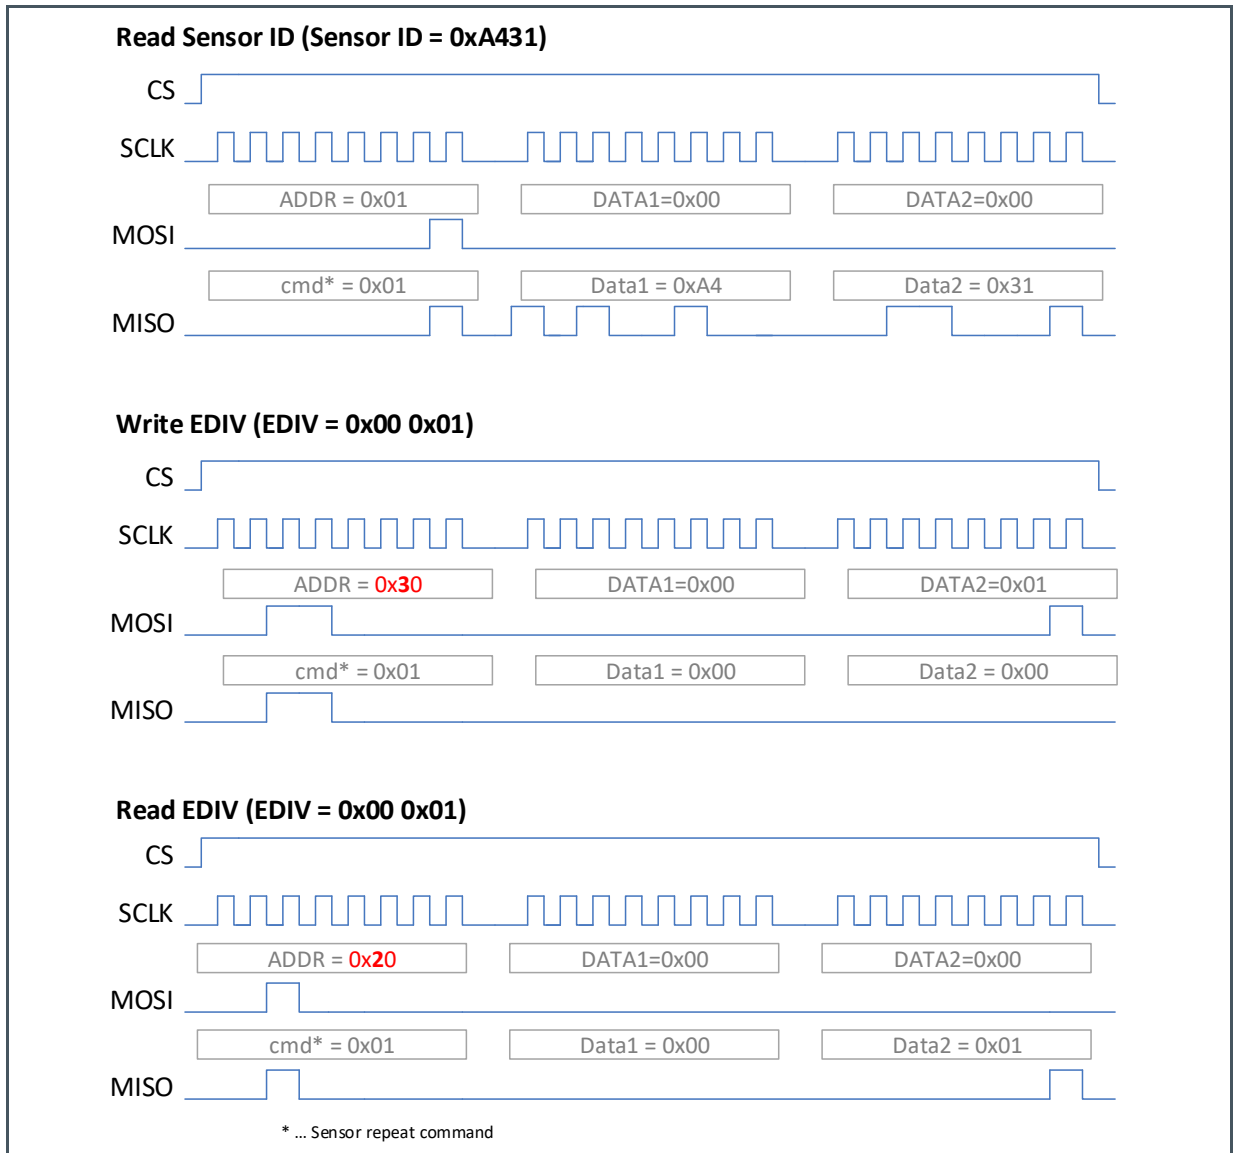 Read Sensor ID (Sensor ID = 0xA431)
CS
SCLK
ADDR = 0x01 DATA1=0x00 DATA2=0x00
MOSI
cmd* = 0x01 Data1 = 0xA4 Data2 = 0x31
MISO
Write EDIV (EDIV = 0x00 0x01)
CS
SCLK
ADDR = 0x30 DATA1=0x00 DATA2=0x01
MOSI
cmd* = 0x01 Data1 = 0x00 Data2 = 0x00
MISO
Read EDIV (EDIV = 0x00 0x01)
CS
SCLK
ADDR = 0x20 DATA1=0x00 DATA2=0x00
MOSI
cmd* = 0x01 Data1 = 0x00 Data2 = 0x01
MISO
* ... Sensor repeat command